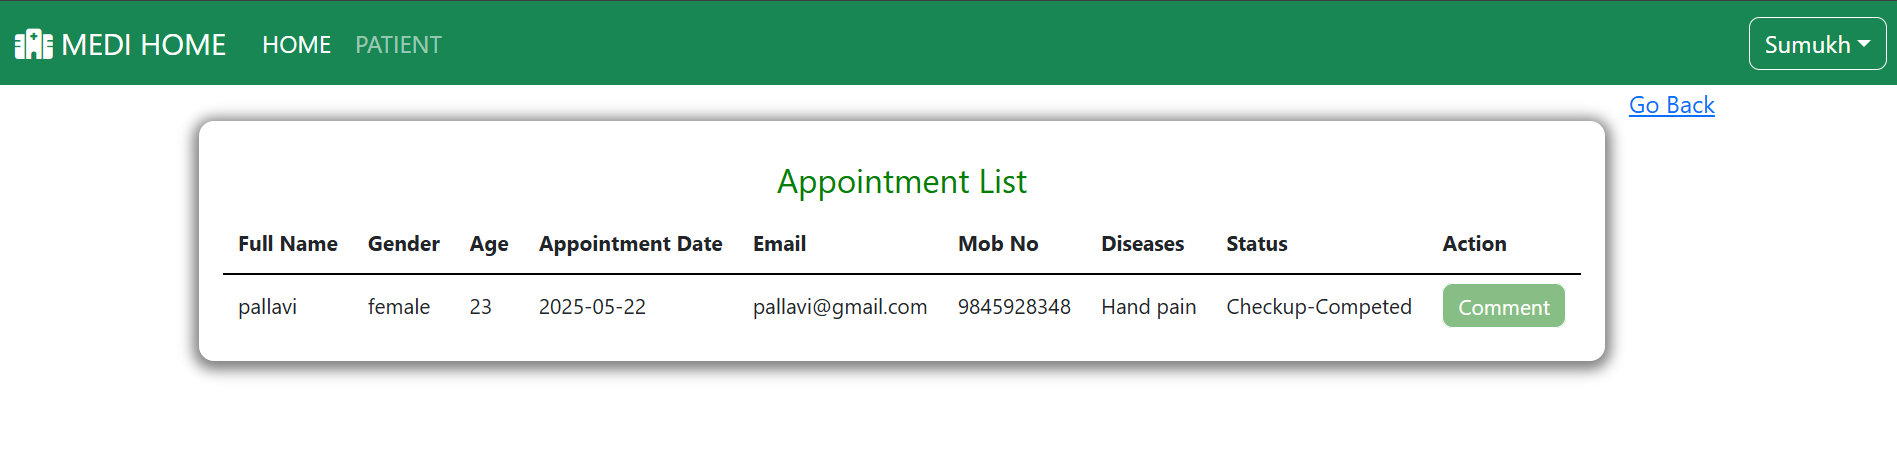 MEDI HOME HOME PATIENT Sumukh
Go Back
Appointment List
Full Name Gender Age Appointment Date Email Mob No Diseases Status Action
pallavi female 23 2025-05-22 pallavi@gmail.com 9845928348 Hand pain Checkup-Competed Comment